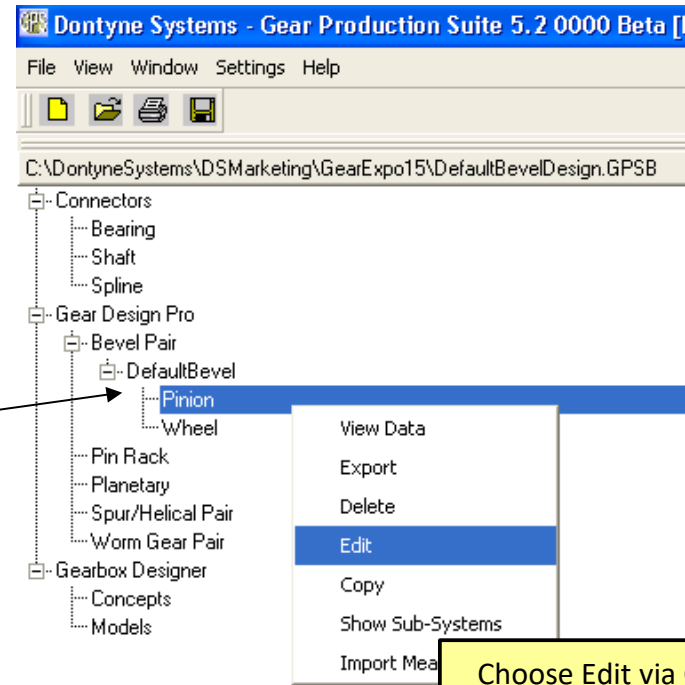 Dontyne Systems - Gear Production Suite 5.2 0000 Beta [
File View Window Settings Help
C:\DontyneSystems\DSMarketing\GearExpo15\DefaultBevelDesign.GPSB
Connectors
Bearing
Shaft
Spline
Gear Design Pro
Bevel Pair
DefaultBevel
Pinion
Wheel
Pin Rack
Planetary
Spur/Helical Pair
Worm Gear Pair
Gearbox Designer
Concepts
Models
View Data
Export
Delete
Edit
Copy
Show Sub-Systems
Import Mea
Choose Edit via